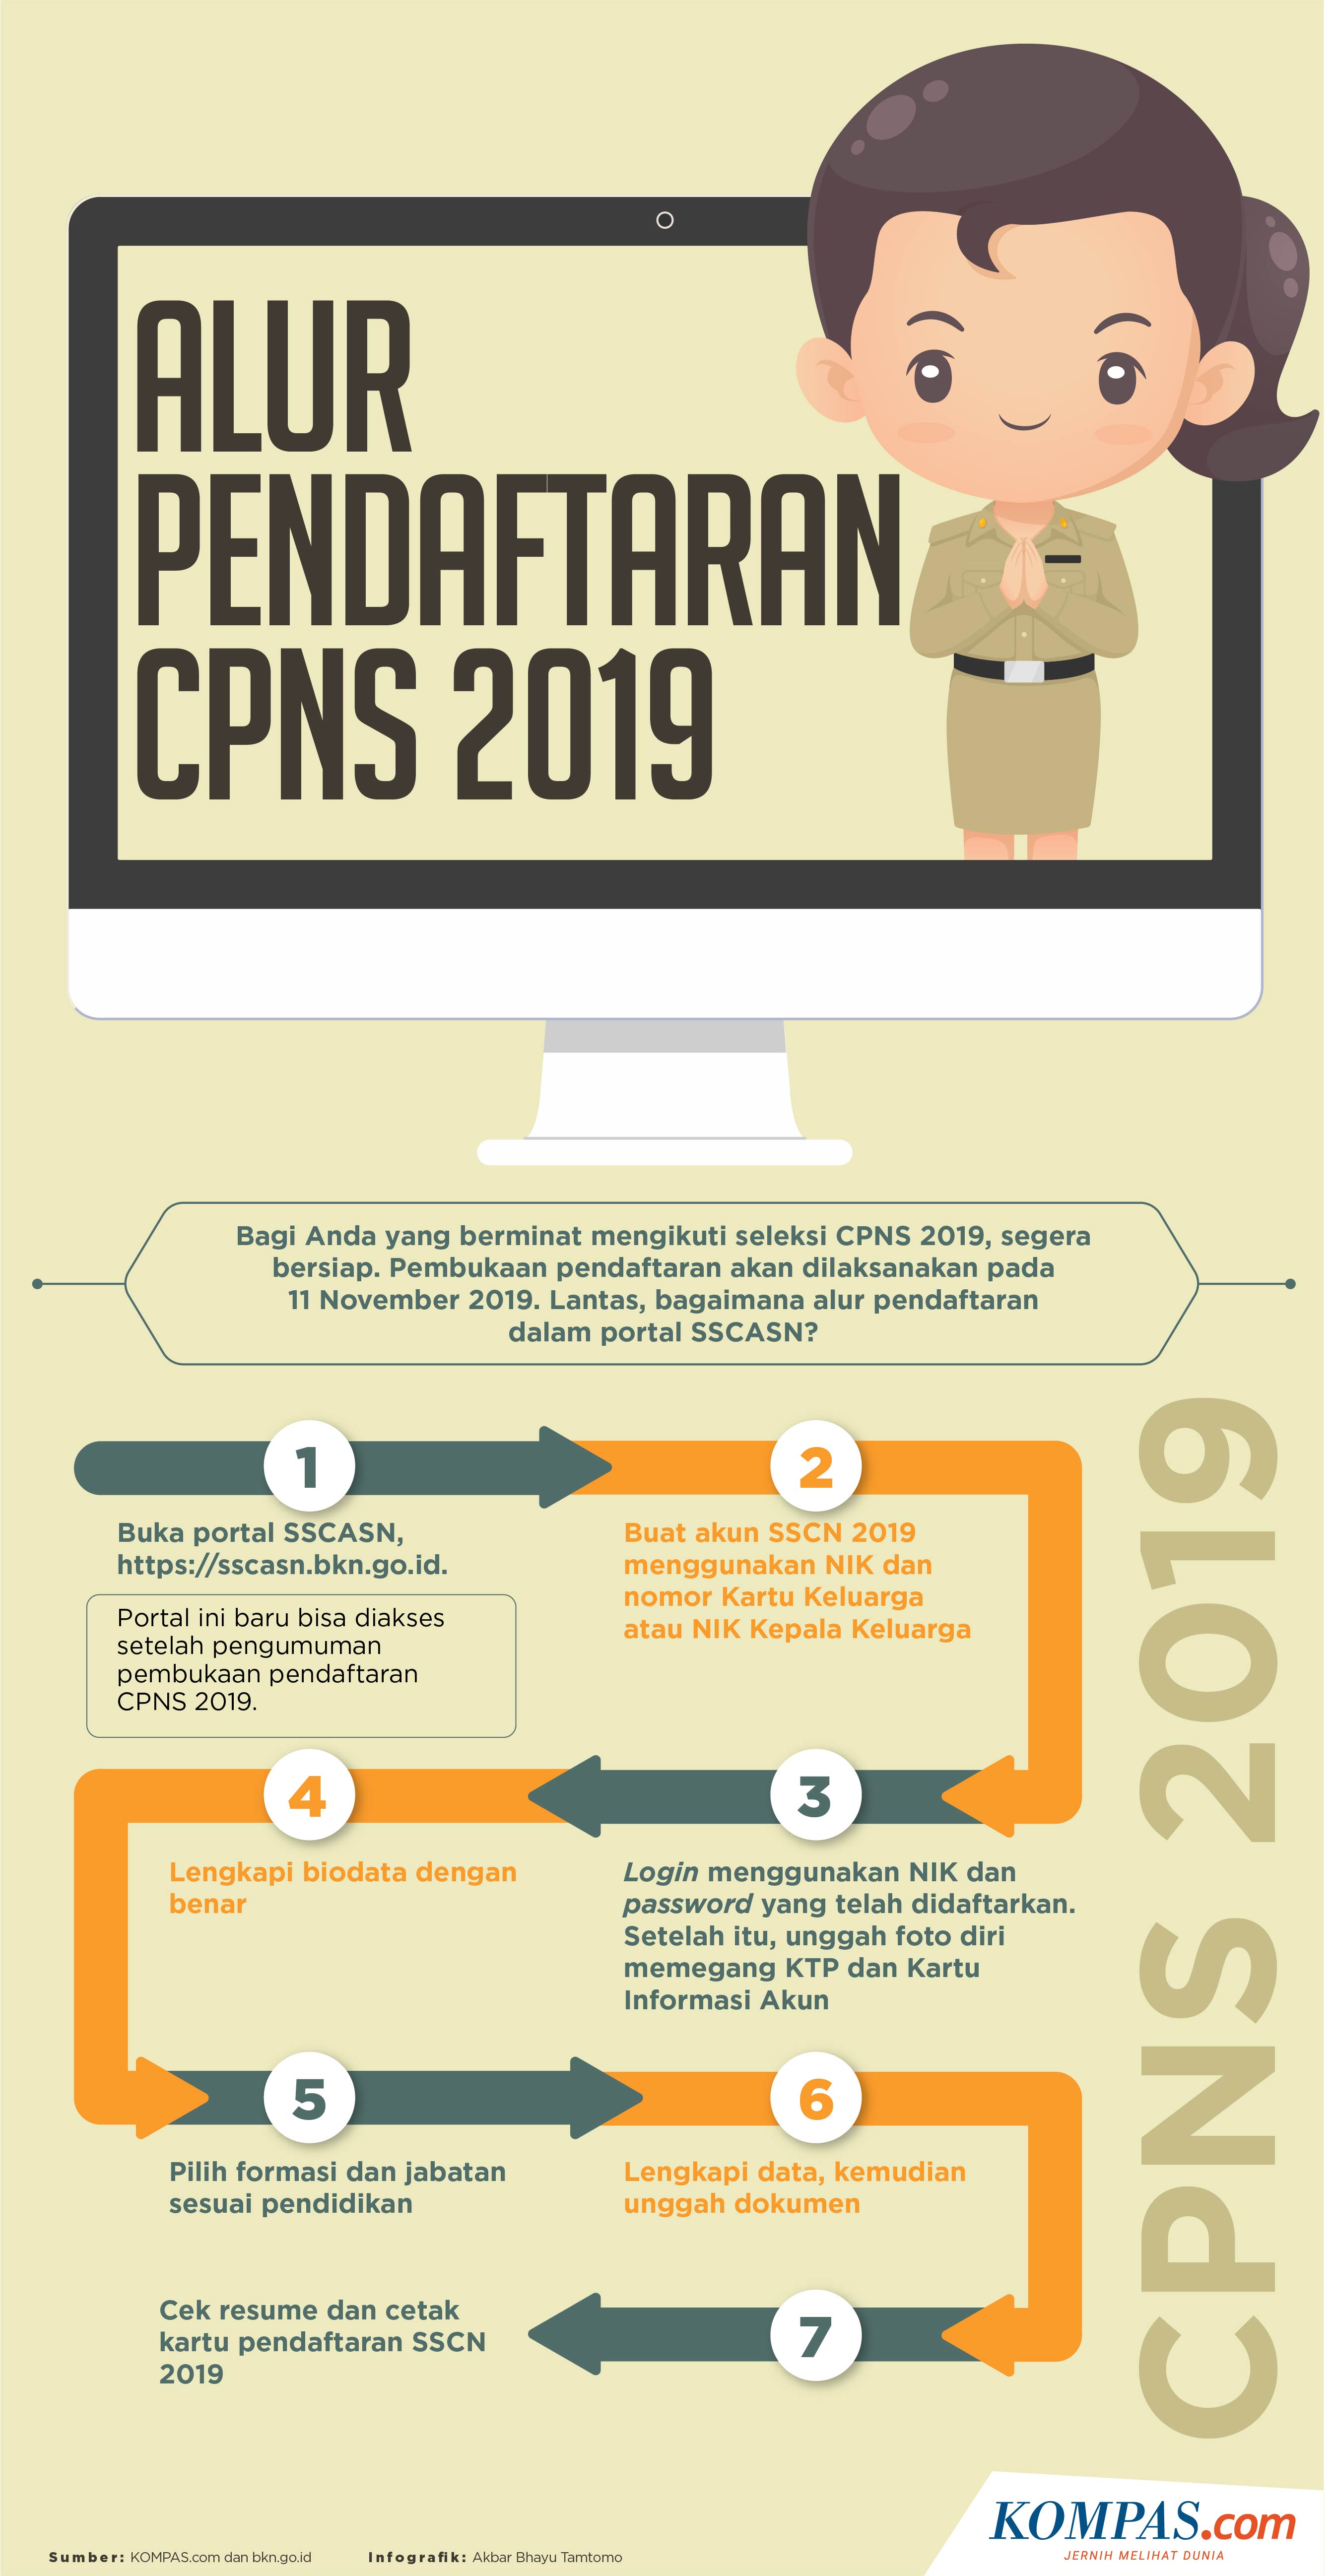 ALUR
PENDAFTARAN
CPNS 2019
Bagi Anda yang berminat mengikuti seleksi CPNS 2019, segera
bersiap. Pembukaan pendaftaran akan dilaksanakan pada
11 November 2019. Lantas, bagaimana alur pendaftaran
dalam portal SSCASN?
1
Buka portal SSCASN,
https://sscasn.bkn.go.id.
Portal ini baru bisa diakses
setelah pengumuman
pembukaan pendaftaran
CPNS 2019.
2
Buat akun SSCN 2019
menggunakan NIK dan
nomor Kartu Keluarga
atau NIK Kepala Keluarga
3
Login menggunakan NIK dan
password yang telah didaftarkan.
Setelah itu, unggah foto diri
memegang KTP dan Kartu
Informasi Akun
4
Lengkapi biodata dengan
benar
5
Pilih formasi dan jabatan
sesuai pendidikan
6
Lengkapi data, kemudian
unggah dokumen
7
Cek resume dan cetak
kartu pendaftaran SSCN
2019
CPNS 2019
Sumber: KOMPAS.com dan bkn.go.id
Infografik: Akbar Bhayu Tamtomo
KOMPAS.com
JERNIH MELIHAT DUNIA